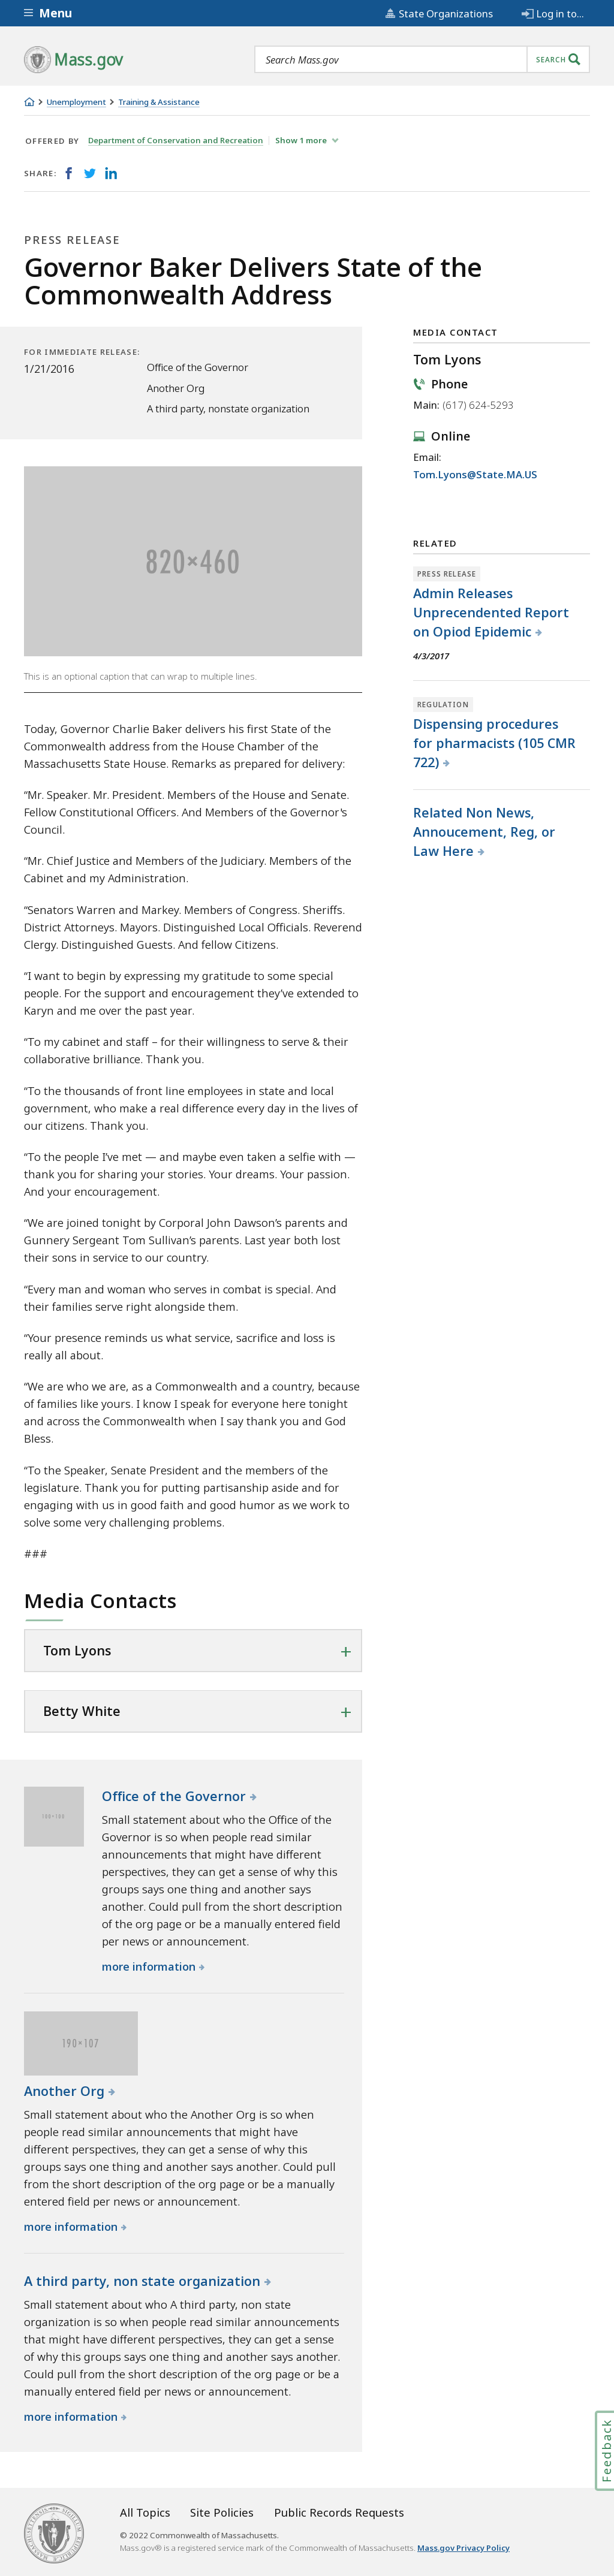 Menu
State Organizations
Log in to...
Mass.gov
Search Mass.gov
SEARCH
Unemployment
Training & Assistance
OFFERED BY
Department of Conservation and Recreation
Show 1 more
SHARE:
PRESS RELEASE
Governor Baker Delivers State of the
Commonwealth Address
FOR IMMEDIATE RELEASE:
1/21/2016
Office of the Governor
Another Org
A third party, nonstate organization
MEDIA CONTACT
Tom Lyons
Phone
Main: (617) 624-5293
Online
Email:
Tom.Lyons@State.MA.US
RELATED
PRESS RELEASE
Admin Releases
Unprecendented Report
on Opiod Epidemic
4/3/2017
REGULATION
Dispensing procedures
for pharmacists (105 CMR
722)
Related Non News,
Annoucement, Reg, or
Law Here
820×460
This is an optional caption that can wrap to multiple lines.
Today, Governor Charlie Baker delivers his first State of the
Commonwealth address from the House Chamber of the
Massachusetts State House. Remarks as prepared for delivery:
“Mr. Speaker. Mr. President. Members of the House and Senate.
Fellow Constitutional Officers. And Members of the Governor's
Council.
“Mr. Chief Justice and Members of the Judiciary. Members of the
Cabinet and my Administration.
“Senators Warren and Markey. Members of Congress. Sheriffs.
District Attorneys. Mayors. Distinguished Local Officials. Reverend
Clergy. Distinguished Guests. And fellow Citizens.
“I want to begin by expressing my gratitude to some special
people. For the support and encouragement they’ve extended to
Karyn and me over the past year.
“To my cabinet and staff – for their willingness to serve & their
collaborative brilliance. Thank you.
“To the thousands of front line employees in state and local
government, who make a real difference every day in the lives of
our citizens. Thank you.
“To the people I’ve met — and maybe even taken a selfie with —
thank you for sharing your stories. Your dreams. Your passion.
And your encouragement.
“We are joined tonight by Corporal John Dawson’s parents and
Gunnery Sergeant Tom Sullivan’s parents. Last year both lost
their sons in service to our country.
“Every man and woman who serves in combat is special. And
their families serve right alongside them.
“Your presence reminds us what service, sacrifice and loss is
really all about.
“We are who we are, as a Commonwealth and a country, because
of families like yours. I know I speak for everyone here tonight
and across the Commonwealth when I say thank you and God
Bless.
“To the Speaker, Senate President and the members of the
legislature. Thank you for putting partisanship aside and for
engaging with us in good faith and good humor as we work to
solve some very challenging problems.
###
Media Contacts
Tom Lyons
Betty White
100×100
Office of the Governor
Small statement about who the Office of the
Governor is so when people read similar
announcements that might have different
perspectives, they can get a sense of why this
groups says one thing and another says
another. Could pull from the short description
of the org page or be a manually entered field
per news or announcement.
more information
190×107
Another Org
Small statement about who the Another Org is so when
people read similar announcements that might have
different perspectives, they can get a sense of why this
group says one thing and another says another. Could pull
from the short description of the org page or be a manually
entered field per news or announcement.
more information
A third party, non state organization
Small statement about who A third party, non state
organization is so when people read similar announcements
that might have different perspectives, they can get a sense
of why this groups says one thing and another says another.
Could pull from the short description of the org page or be a
manually entered field per news or announcement.
more information
Feedback
All Topics
Site Policies
Public Records Requests
© 2022 Commonwealth of Massachusetts.
Mass.gov® is a registered service mark of the Commonwealth of Massachusetts. Mass.gov Privacy Policy